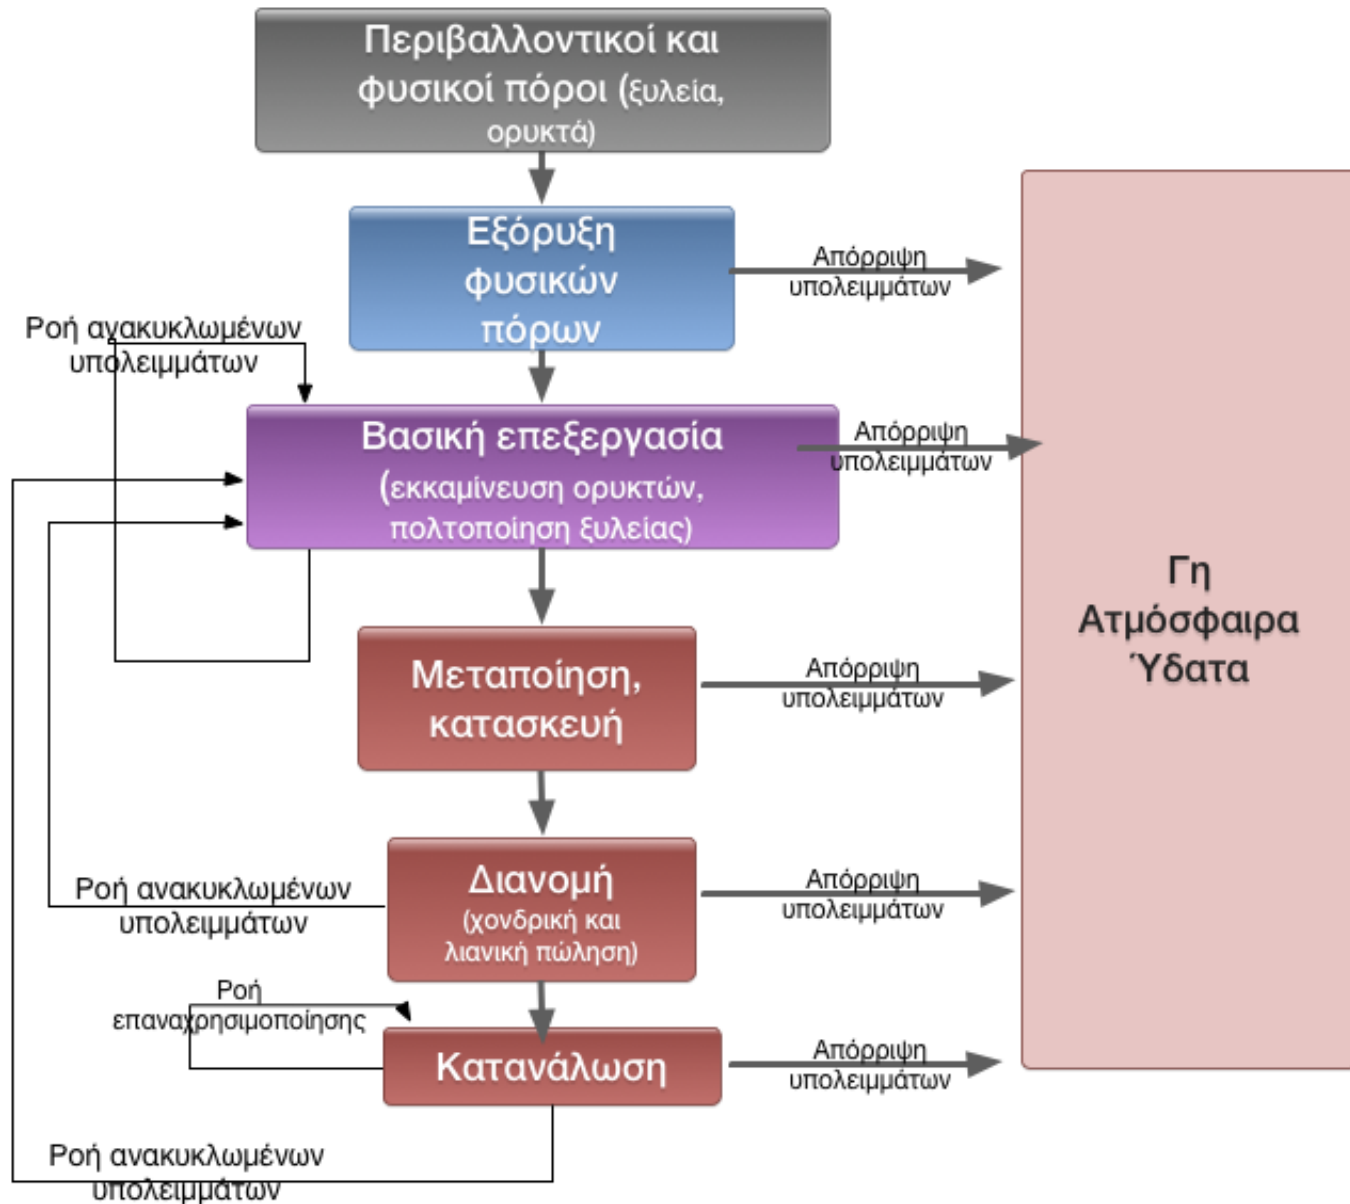 Περιβαλλοντικοί και
φυσικοί πόροι (ξυλεία,
ορυκτά)
Εξόρυξη
φυσικών
πόρων
Απόρριψη
υπολειμμάτων
Ροή ανακυκλωμένων
υπολειμμάτων
Βασική επεξεργασία
(εκκαμίνευση ορυκτών,
πολτοποίηση ξυλείας)
Απόρριψη
υπολειμμάτων
Γη
Ατμόσφαιρα
Ύδατα
Μεταποίηση,
κατασκευή
Απόρριψη
υπολειμμάτων
Διανομή
(χονδρική και
λιανική πώληση)
Απόρριψη
υπολειμμάτων
Ροή ανακυκλωμένων
υπολειμμάτων
Ροή
επαναχρησιμοποίησης
Κατανάλωση
Απόρριψη
υπολειμμάτων
Ροή ανακυκλωμένων
υπολειμμάτων